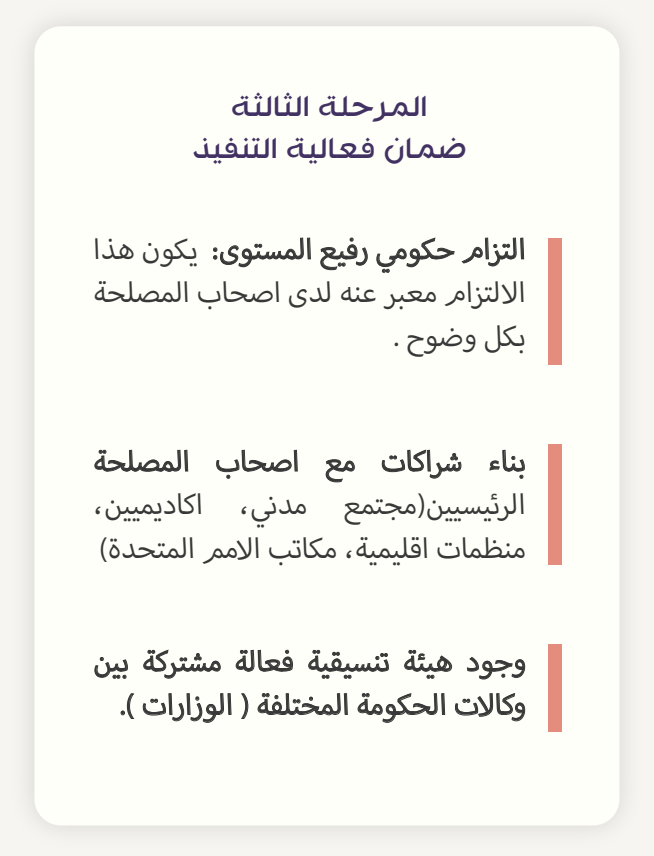 المرحلة الثالثة
ضمان فعالية التنفيذ
التزام حكومي رفيع المستوى: يكون هذا
الالتزام معبر عنه لدى اصحاب المصلحة
بكل وضوح .
بناء شراكات مع اصحاب المصلحة
الرئيسيين(مجتمع مدني، اكاديميين،
منظمات اقليمية، مكاتب الامم المتحدة)
وجود هيئة تنسيقية فعالة مشتركة بين
وكالات الحكومة المختلفة ( الوزارات ).